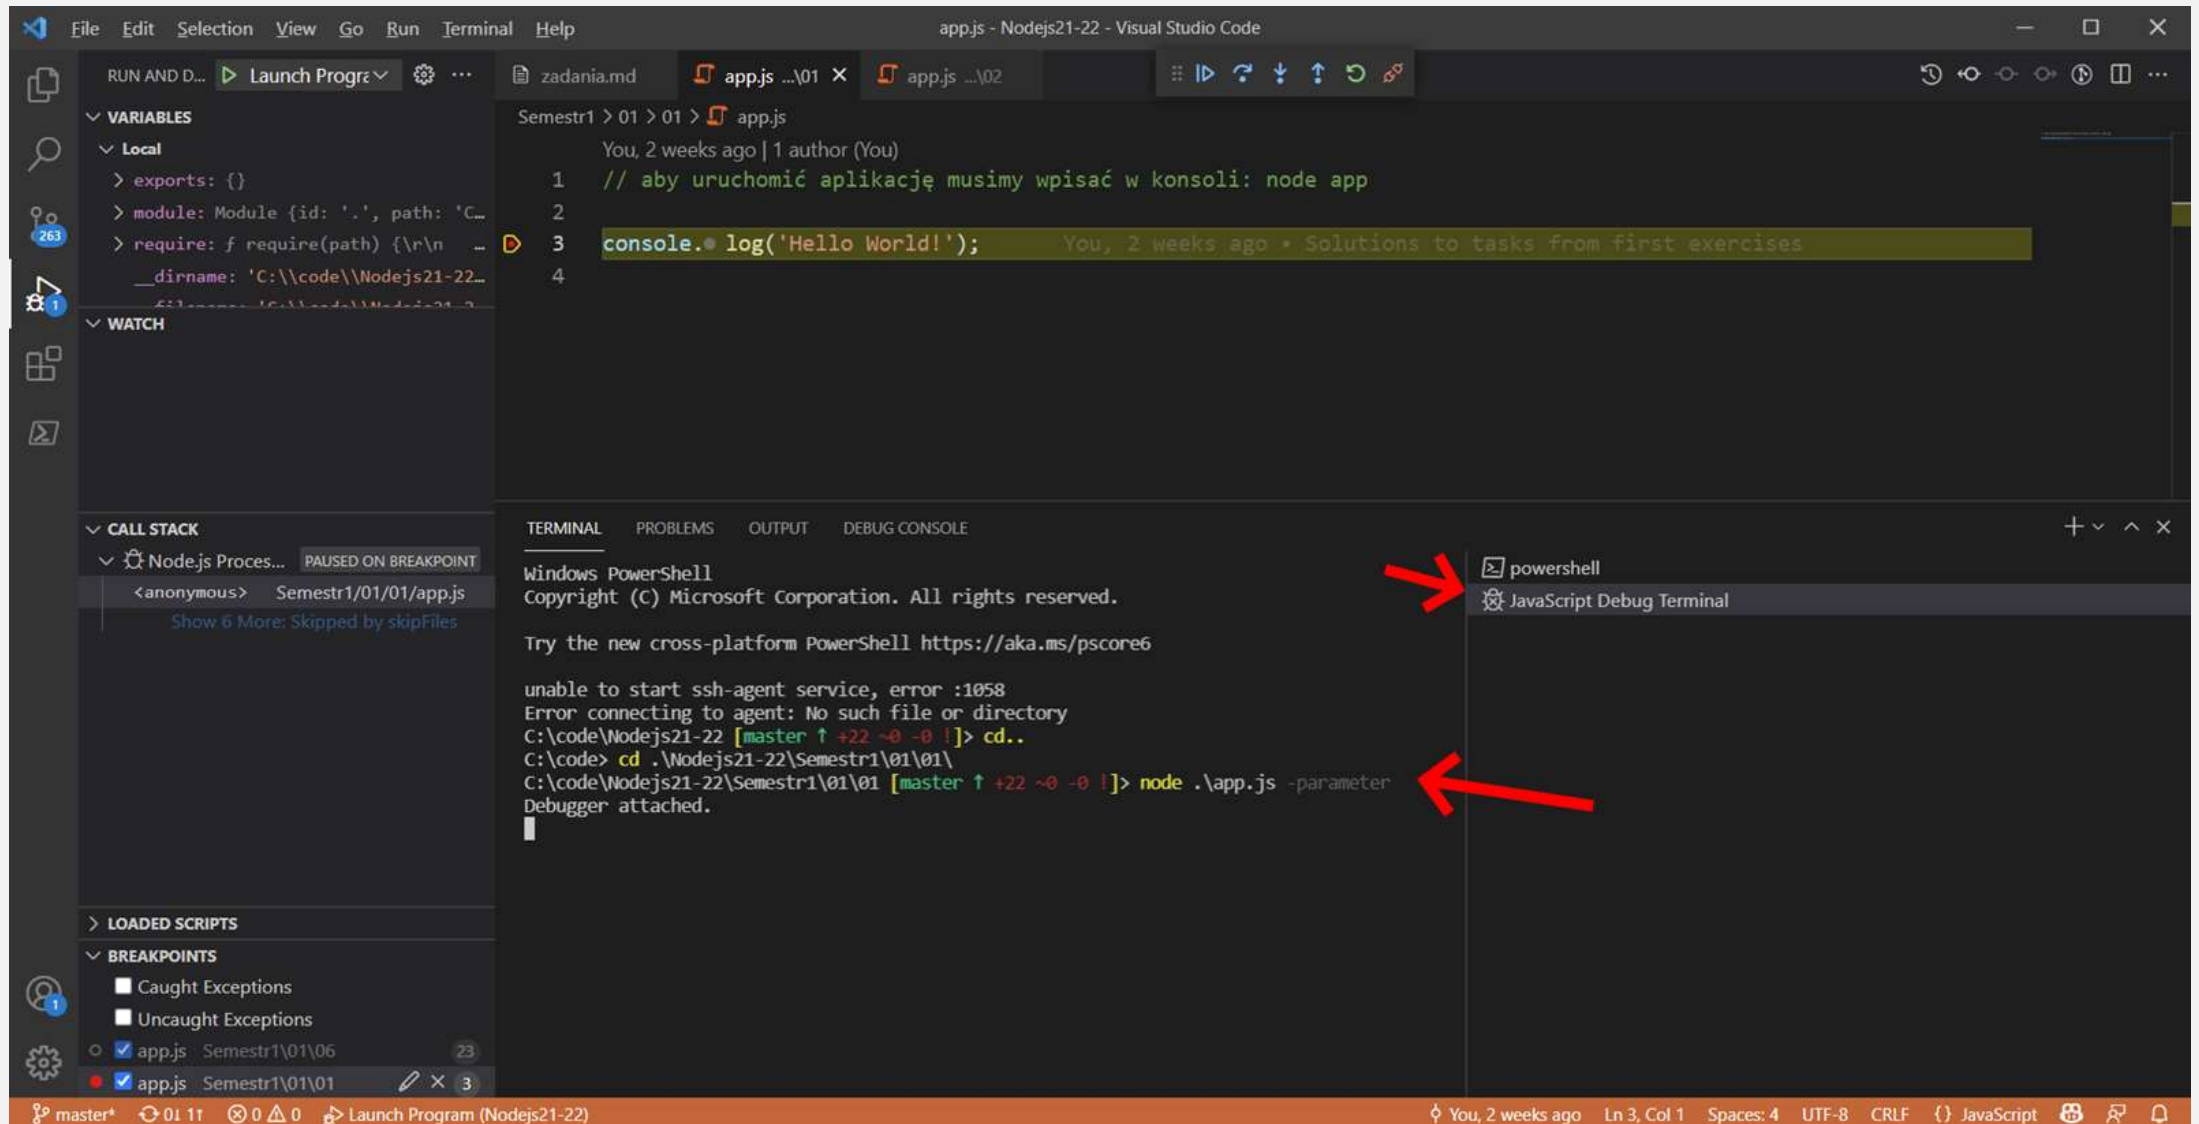 File Edit Selection View Go Run Terminal Help
app.js - Nodejs21-22 - Visual Studio Code
RUN AND D... Launch Progra
zadania.md
app.js ...\01
app.js ...\02
VARIABLES
Local
exports: {}
module: Module {id: '.', path: 'C…
require: ƒ require(path) {\r\n …
__dirname: 'C:\\code\\Nodejs21-22…
WATCH
263
1
Semestr1 > 01 > 01 > app.js
You, 2 weeks ago | 1 author (You)
1 // aby uruchomić aplikację musimy wpisać w konsoli: node app
2
3 console. log('Hello World!'); You, 2 weeks ago • Solutions to tasks from first exercises
4
CALL STACK
Node.js Proces... PAUSED ON BREAKPOINT
<anonymous> Semestr1/01/01/app.js
Show 6 More: Skipped by skipFiles
TERMINAL PROBLEMS OUTPUT DEBUG CONSOLE
Windows PowerShell
Copyright (C) Microsoft Corporation. All rights reserved.
Try the new cross-platform PowerShell https://aka.ms/pscore6
unable to start ssh-agent service, error :1058
Error connecting to agent: No such file or directory
C:\code\Nodejs21-22 [master ↑ +22 ~0 -0 !]> cd..
C:\code> cd .\Nodejs21-22\Semestr1\01\01\
C:\code\Nodejs21-22\Semestr1\01\01 [master ↑ +22 ~0 -0 !]> node .\app.js -parameter
Debugger attached.
powershell
JavaScript Debug Terminal
LOADED SCRIPTS
BREAKPOINTS
Caught Exceptions
Uncaught Exceptions
app.js Semestr1\01\06 23
app.js Semestr1\01\01 3
1
master* 0↓ 1↑ 0 0 Launch Program (Nodejs21-22)
You, 2 weeks ago Ln 3, Col 1 Spaces: 4 UTF-8 CRLF {} JavaScript